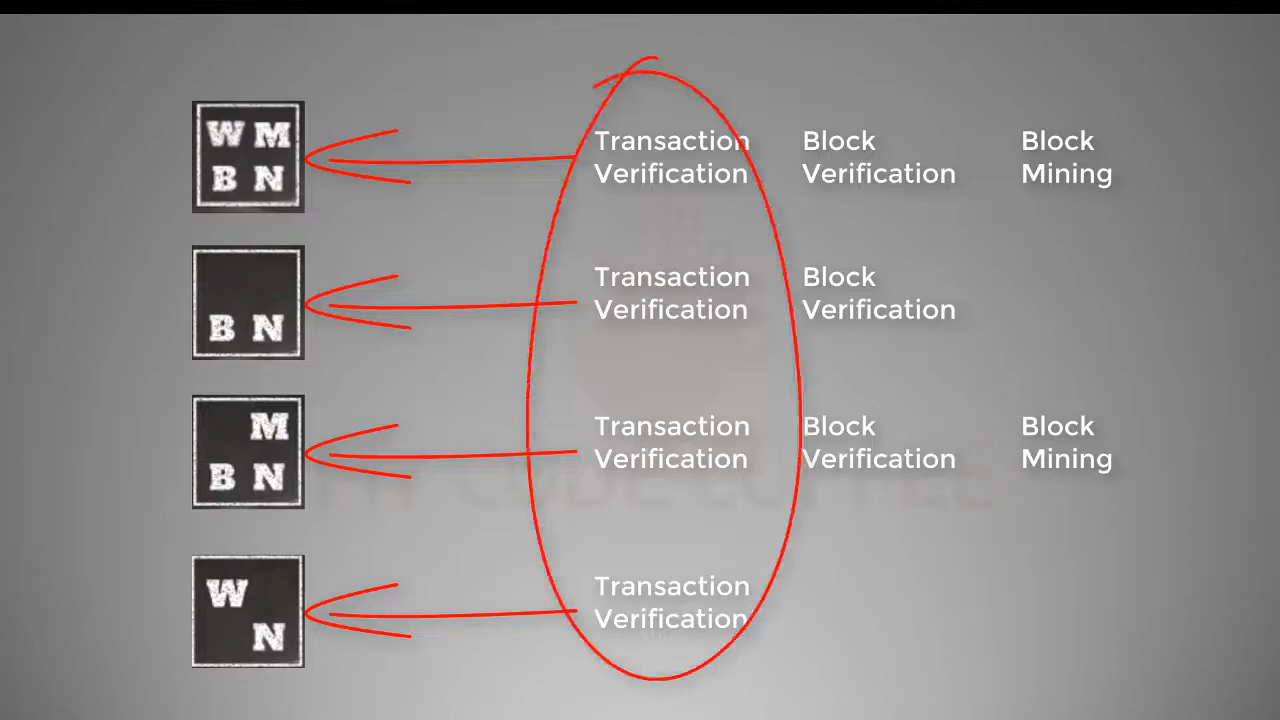 W M
B N
Transaction
Verification
Block
Verification
Block
Mining
B N
Transaction
Verification
Block
Verification
M
B N
Transaction
Verification
Block
Verification
Block
Mining
W
N
Transaction
Verification